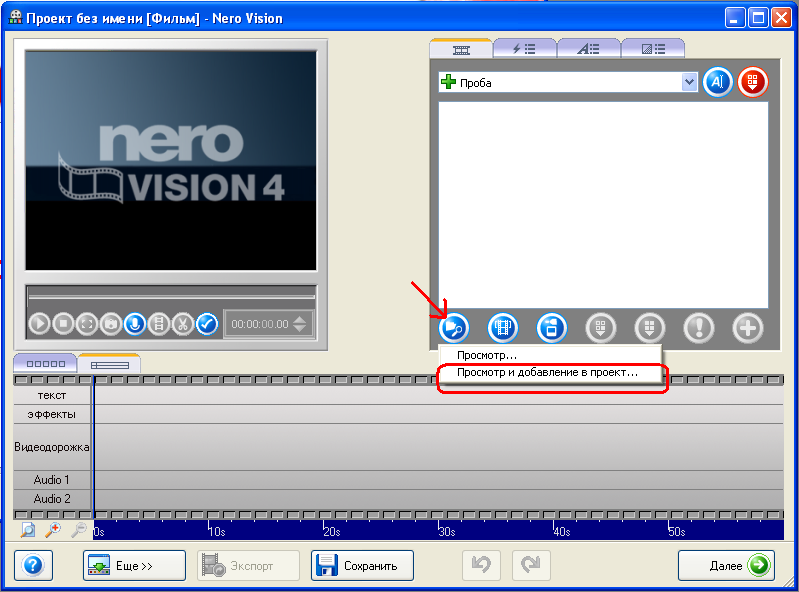 Проект без имени [Фильм] - Nero Vision
nero
VISION 4
Проба
00:00:00.00
Просмотр...
Просмотр и добавление в проект...
текст
эффекты
Видеодорожка
Audio 1
Audio 2
0s 10s 20s 30s 40s 50s
Еще >> Экспорт Сохранить Далее